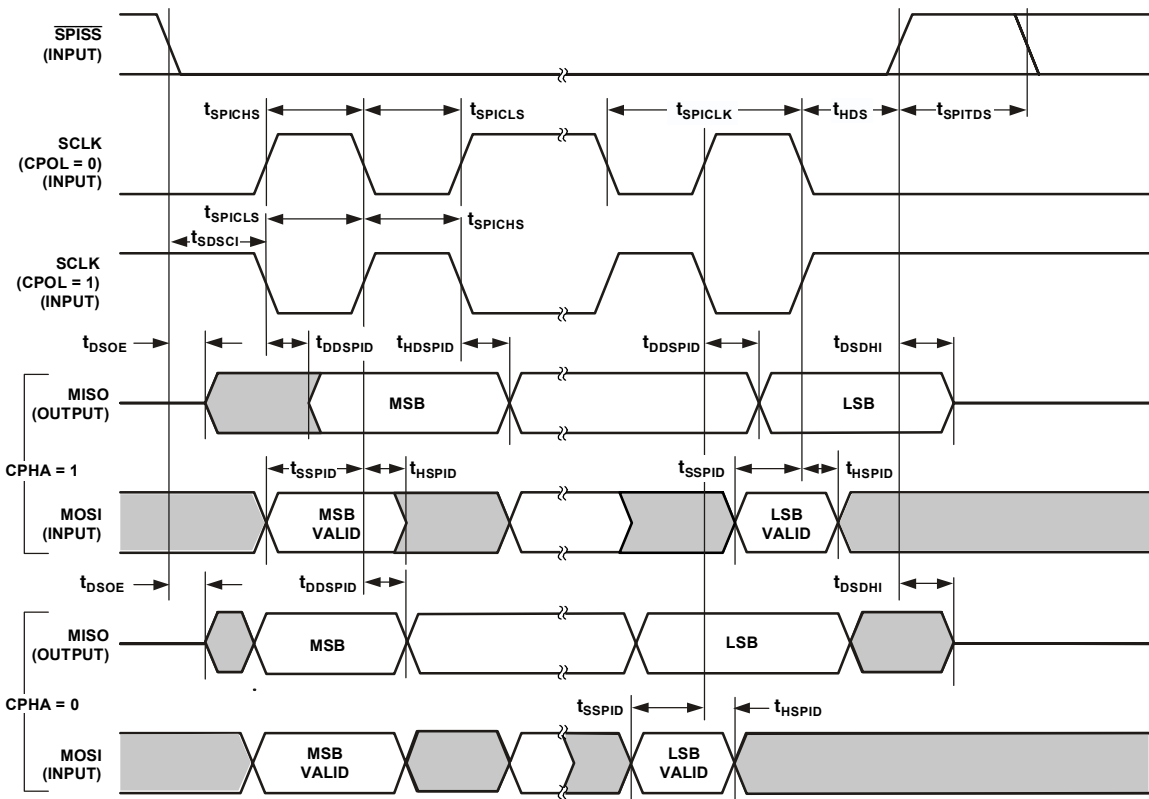 SPISS
(INPUT)
tSPICHS
tSPICLS
tSPICLK
tHDS
tSPITDS
SCLK
(CPOL = 0)
(INPUT)
tSPICLS
tSPICHS
tSDSCI
SCLK
(CPOL = 1)
(INPUT)
tDSOE
tDDSPID
tHDSPID
tDDSPID
tDSDHI
MISO
(OUTPUT)
MSB
LSB
CPHA = 1
tSSPID
tHSPID
tSSPID
tHSPID
MOSI
(INPUT)
MSB
VALID
LSB
VALID
tDSOE
tDDSPID
tDSDHI
MISO
(OUTPUT)
MSB
LSB
CPHA = 0
tSSPID
tHSPID
MOSI
(INPUT)
MSB
VALID
LSB
VALID